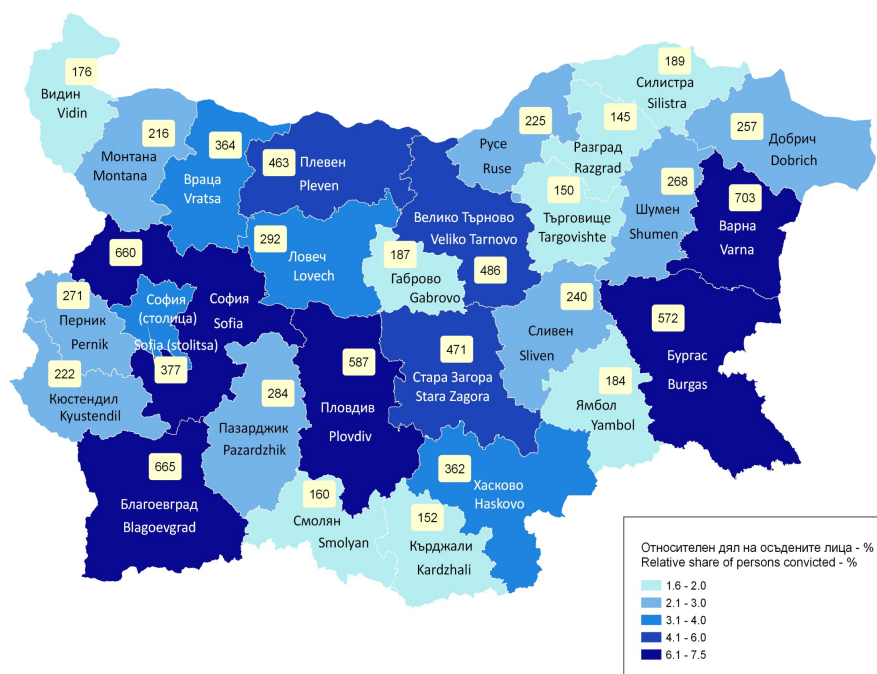 176
Видин
Vidin
216
Монтана
Montana
364
Враца
Vratsa
463
Плевен
Pleven
225
Русе
Ruse
189
Силистра
Silistra
145
Разград
Razgrad
257
Добрич
Dobrich
150
Търговище
Targovishte
268
Шумен
Shumen
703
Варна
Varna
Велико Търново
Veliko Tarnovo
486
292
Ловеч
Lovech
187
Габрово
Gabrovo
660
София
Sofia
София
(столица)
Sofia (stolitsa)
377
271
Перник
Pernik
222
Кюстендил
Kyustendil
284
Пазарджик
Pazardzhik
587
Пловдив
Plovdiv
471
Стара Загора
Stara Zagora
240
Сливен
Sliven
184
Ямбол
Yambol
572
Бургас
Burgas
665
Благоевград
Blagoevgrad
160
Смолян
Smolyan
152
Кърджали
Kardzhali
362
Хасково
Haskovo
Относителен дял на осъдените лица - %
Relative share of persons convicted - %
1.6 - 2.0
2.1 - 3.0
3.1 - 4.0
4.1 - 6.0
6.1 - 7.5